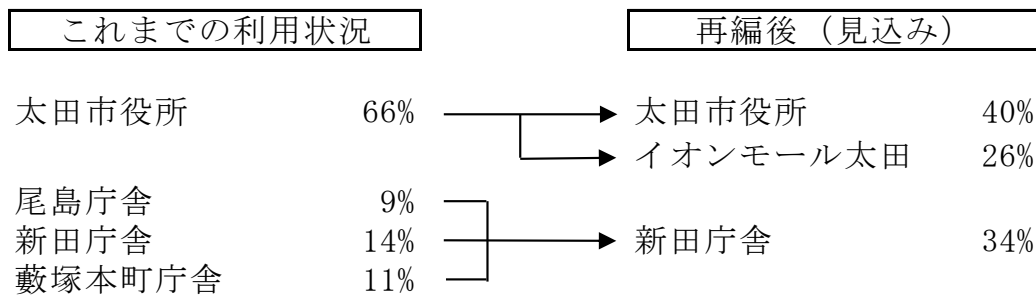 これまでの利用状況 再編後（見込み）
太田市役所 66% 太田市役所 40%
イオンモール太田 26%
尾島庁舎 9%
新田庁舎 14% 新田庁舎 34%
藪塚本町庁舎 11%